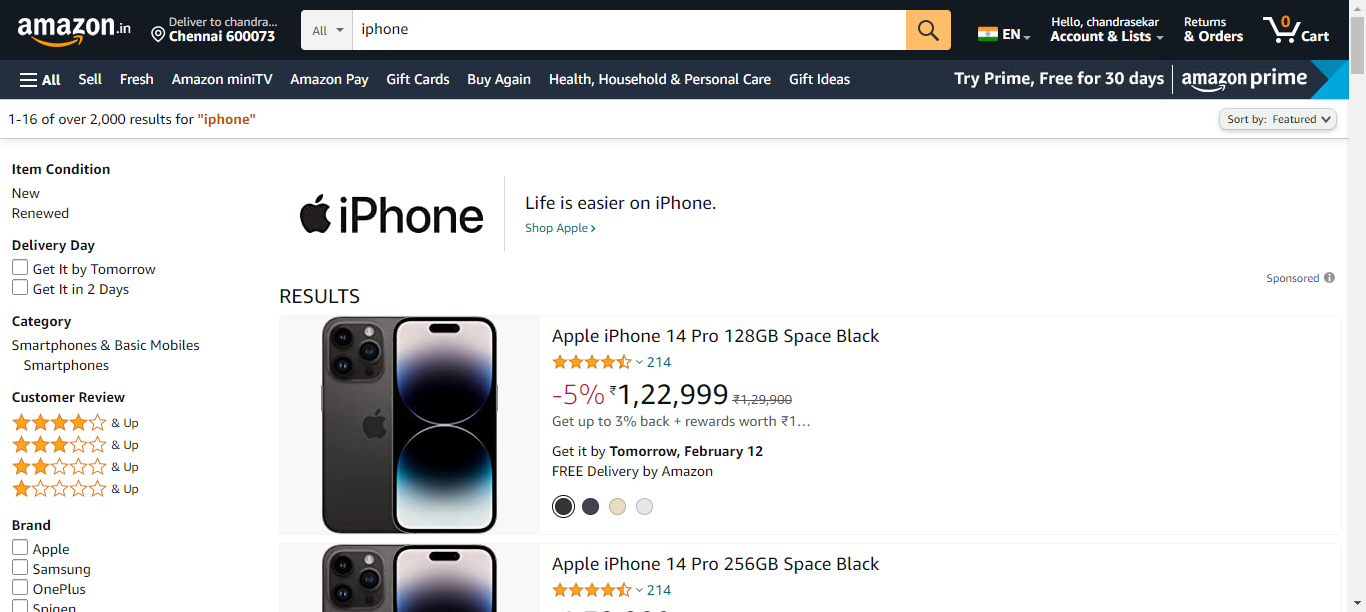 amazon.in
Deliver to chandra...
Chennai 600073
All
iphone
EN
Hello, chandrasekar
Account & Lists
Returns
& Orders
0
Cart
All
Sell
Fresh
Amazon miniTV
Amazon Pay
Gift Cards
Buy Again
Health, Household & Personal Care
Gift Ideas
Try Prime, Free for 30 days
amazon prime
1-16 of over 2,000 results for "iphone"
Sort by: Featured
Item Condition
New
Renewed
Delivery Day
Get It by Tomorrow
Get It in 2 Days
Category
Smartphones & Basic Mobiles
Smartphones
Customer Review
& Up
& Up
& Up
& Up
Brand
Apple
Samsung
OnePlus
Spigen
iPhone
Life is easier on iPhone.
Shop Apple ›
Sponsored
RESULTS
Apple iPhone 14 Pro 128GB Space Black
214
-5% ₹1,22,999 ₹1,29,900
Get up to 3% back + rewards worth ₹1…
Get it by Tomorrow, February 12
FREE Delivery by Amazon
Apple iPhone 14 Pro 256GB Space Black
214